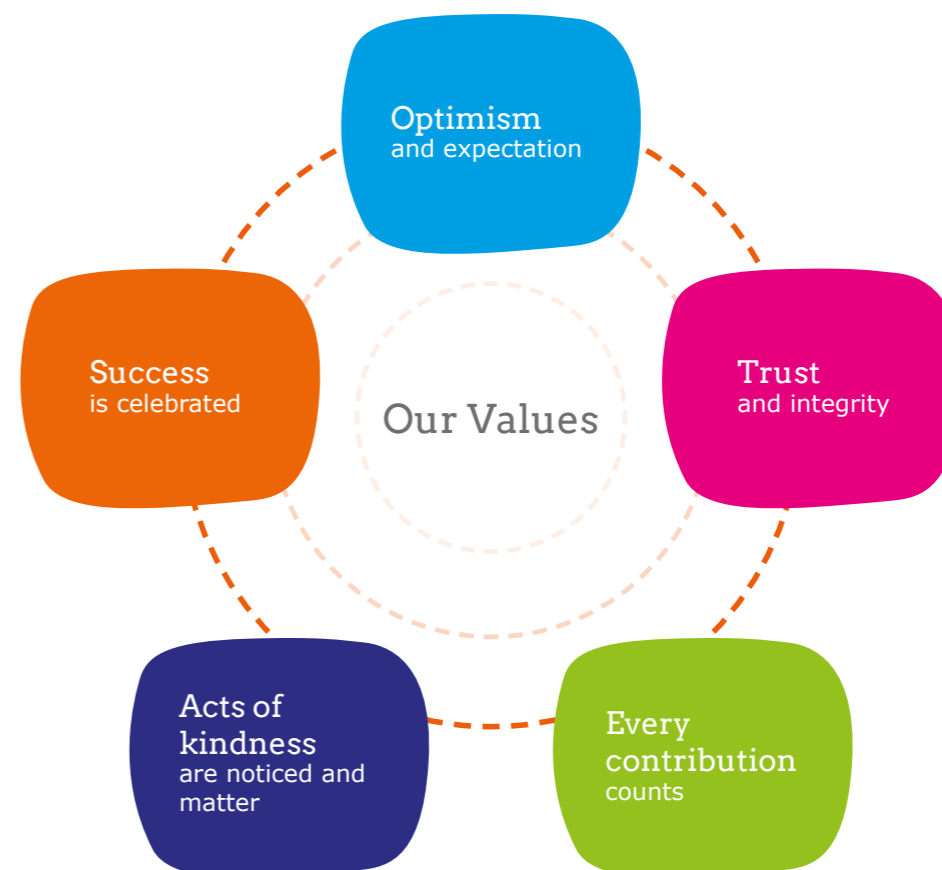 Optimism
and expectation
Success
is celebrated
Our Values
Trust
and integrity
Acts of
kindness
are noticed and
matter
Every
contribution
counts